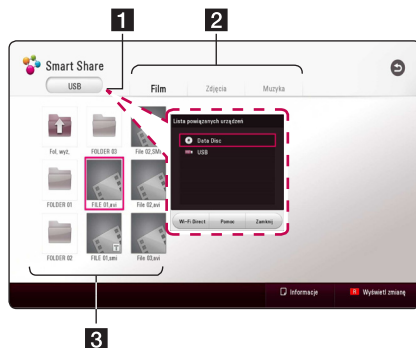 1
2
Smart Share
USB
Film
Zdjęcia
Muzyka
Fol. wyż.
FOLDER 03
File 02.smi
Lista powiązanych urządzeń
Data Disc
USB
FOLDER 01
FILE 01.avi
File 02.avi
Wi-Fi Direct
Pomoc
Zamknij
FOLDER 02
FILE 01.smi
File 03.avi
Informacje
R Wyświetl zmianę
3